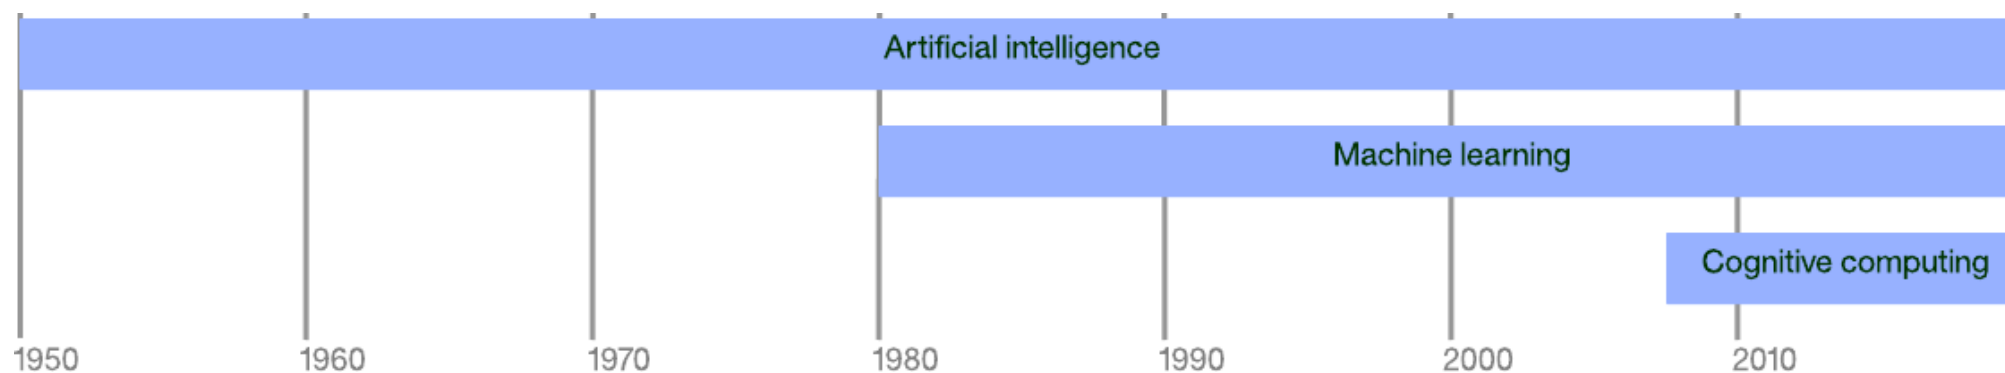 Artificial intelligence
Machine learning
Cognitive computing
1950 1960 1970 1980 1990 2000 2010